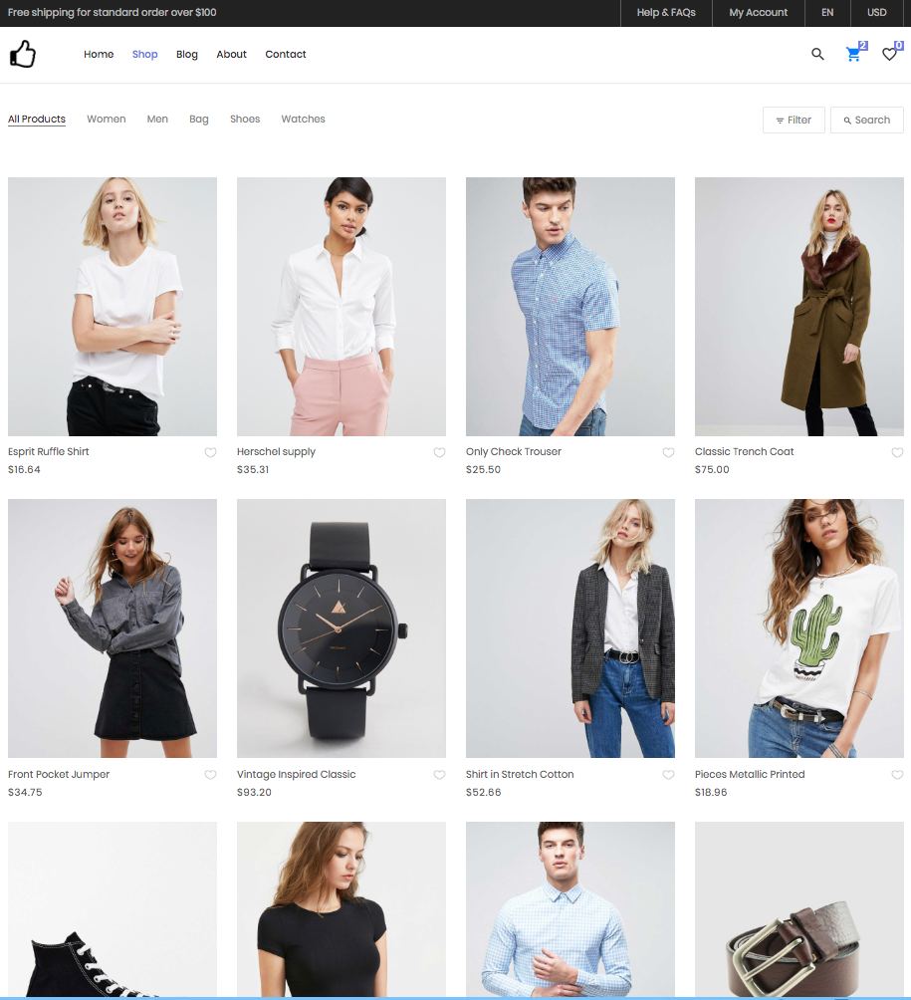 Free shipping for standard order over $100
Help & FAQs
My Account
EN
USD
Home
Shop
Blog
About
Contact
2
0
All Products
Women
Men
Bag
Shoes
Watches
Filter
Search
Esprit Ruffle Shirt
$16.64
Herschel supply
$35.31
Only Check Trouser
$25.50
Classic Trench Coat
$75.00
Front Pocket Jumper
$34.75
Vintage Inspired Classic
$93.20
Shirt in Stretch Cotton
$52.66
Pieces Metallic Printed
$18.96